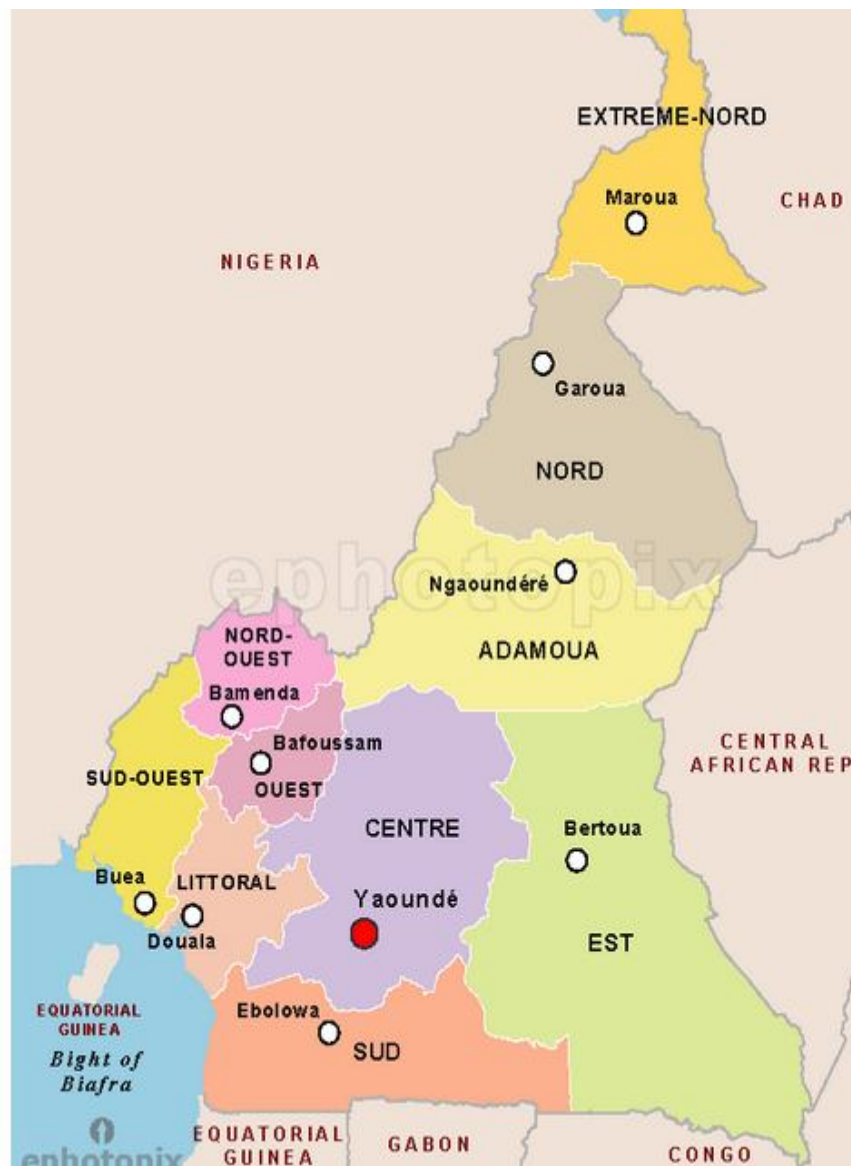 EXTREME-NORD
Maroua
CHAD
NIGERIA
Garoua
NORD
ephotopix
Ngaoundéré
ADAMOUA
NORD-
OUEST
Bamenda
Bafoussam
OUEST
SUD-OUEST
CENTRAL
AFRICAN REP
CENTRE
Bertoua
Buea
LITTORAL
Yaoundé
Douala
EST
EQUATORIAL
GUINEA
Ebolowa
SUD
Bight of
Biafra
EQUATORIAL
GUINEA
GABON
CONGO
ephotopix